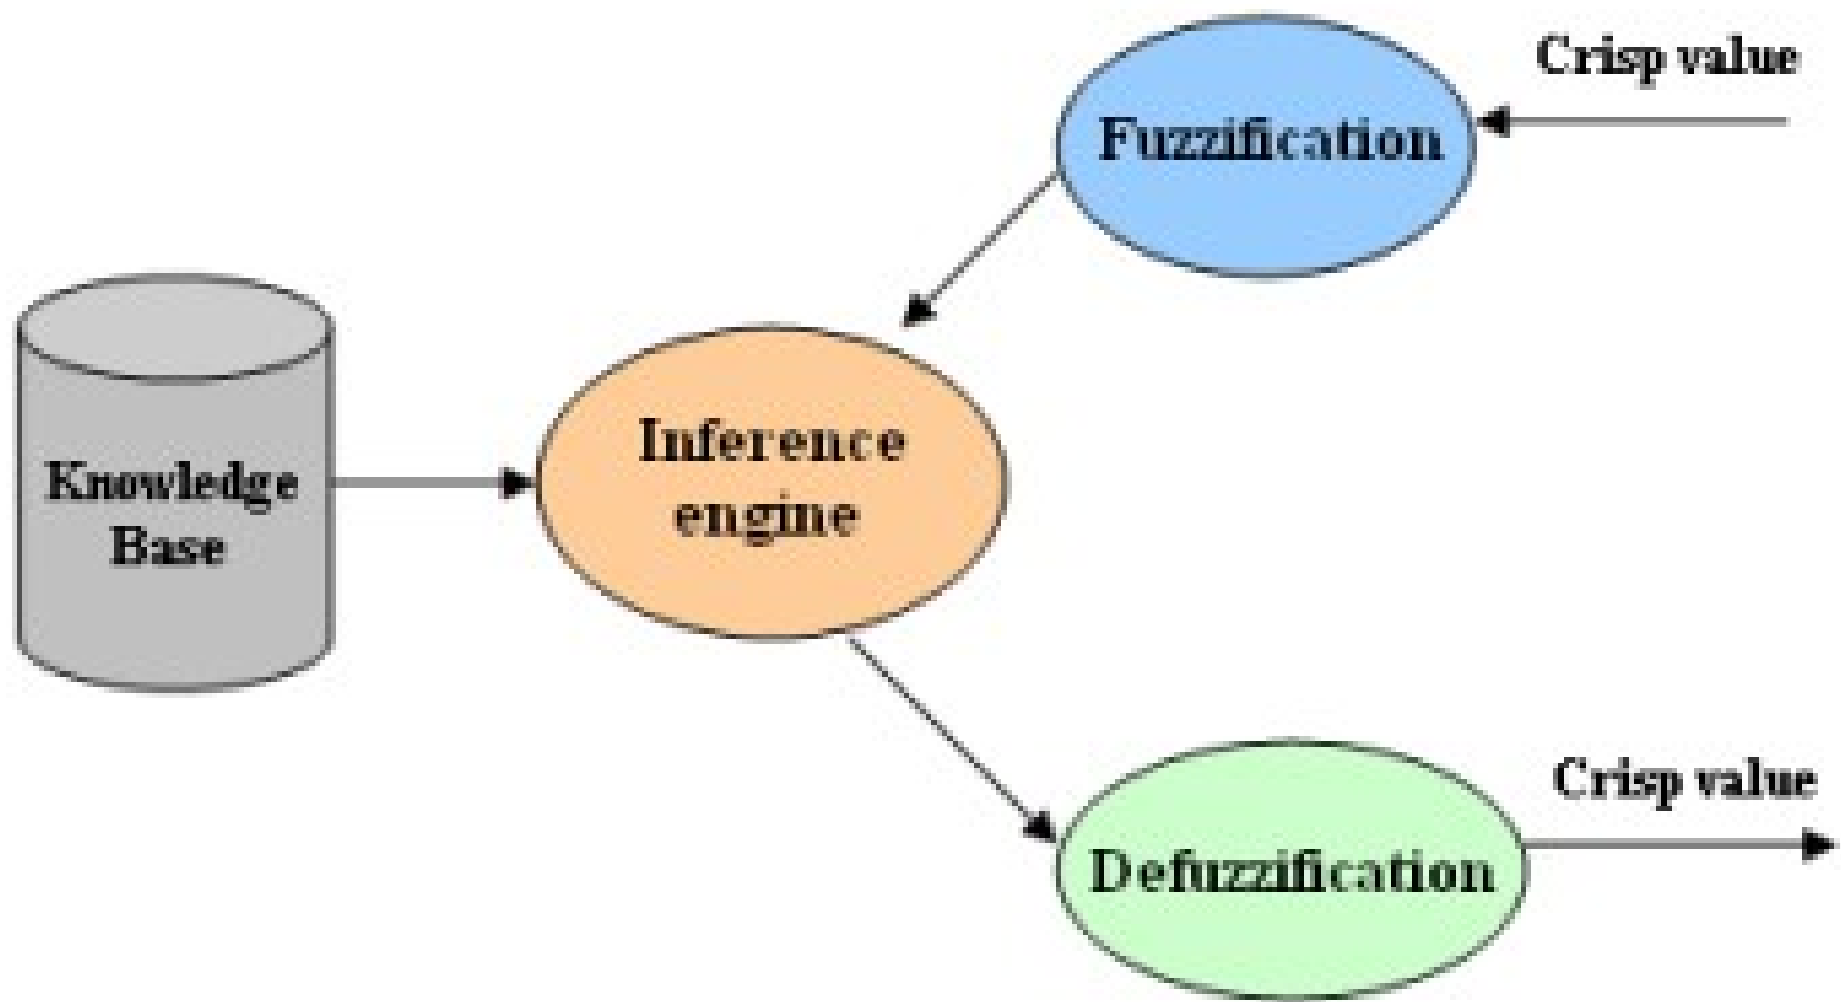 Crisp value
Fuzzification
Inference
engine
Knowledge
Base
Crisp value
Defuzzification